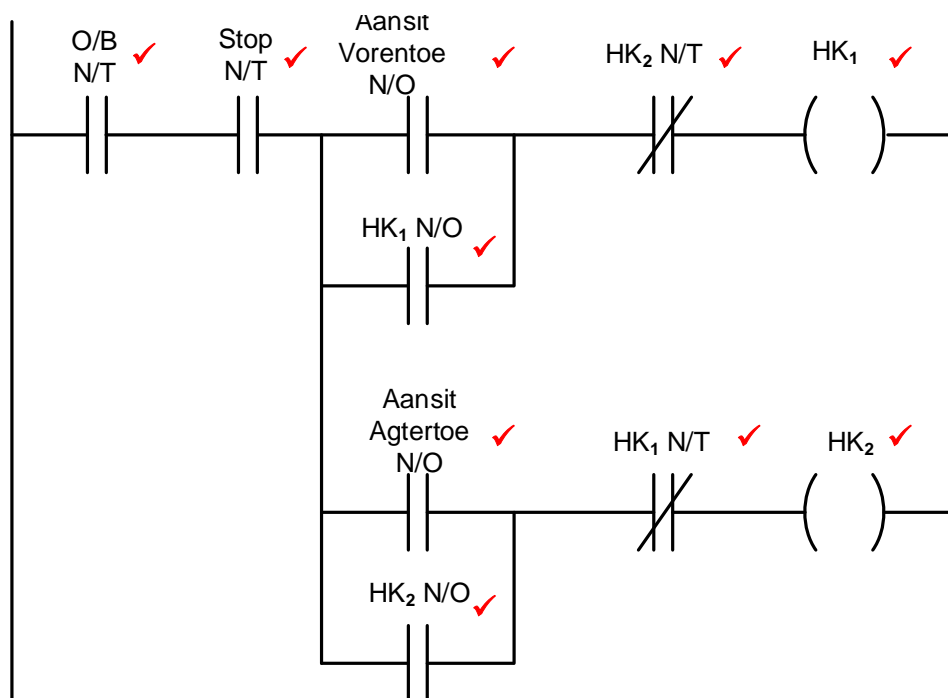 O/B
N/T
Stop
N/T
Aansit
Vorentoe
N/O
HK₂ N/T
HK₁
HK₁ N/O
Aansit
Agtertoe
N/O
HK₁ N/T
HK₂
HK₂ N/O